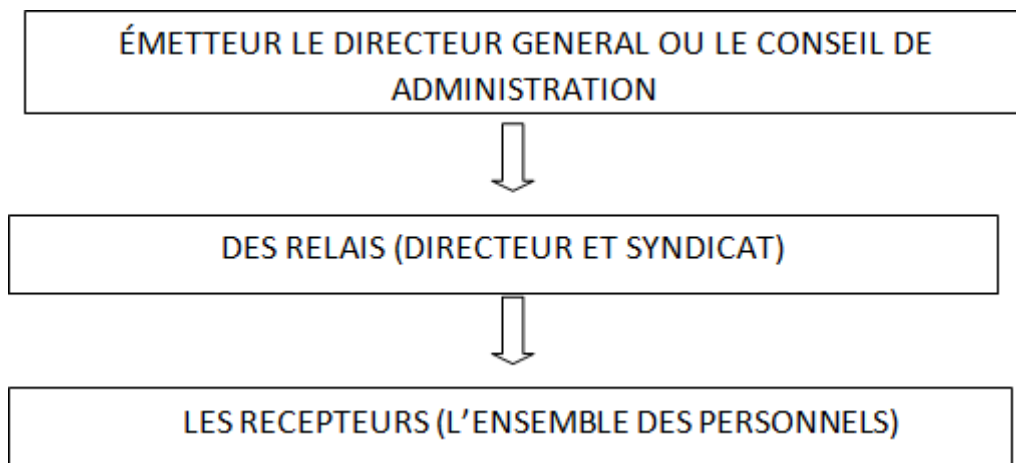 ÉMETTEUR LE DIRECTEUR GENERAL OU LE CONSEIL DE
ADMINISTRATION
DES RELAIS (DIRECTEUR ET SYNDICAT)
LES RECEPTEURS (L’ENSEMBLE DES PERSONNELS)